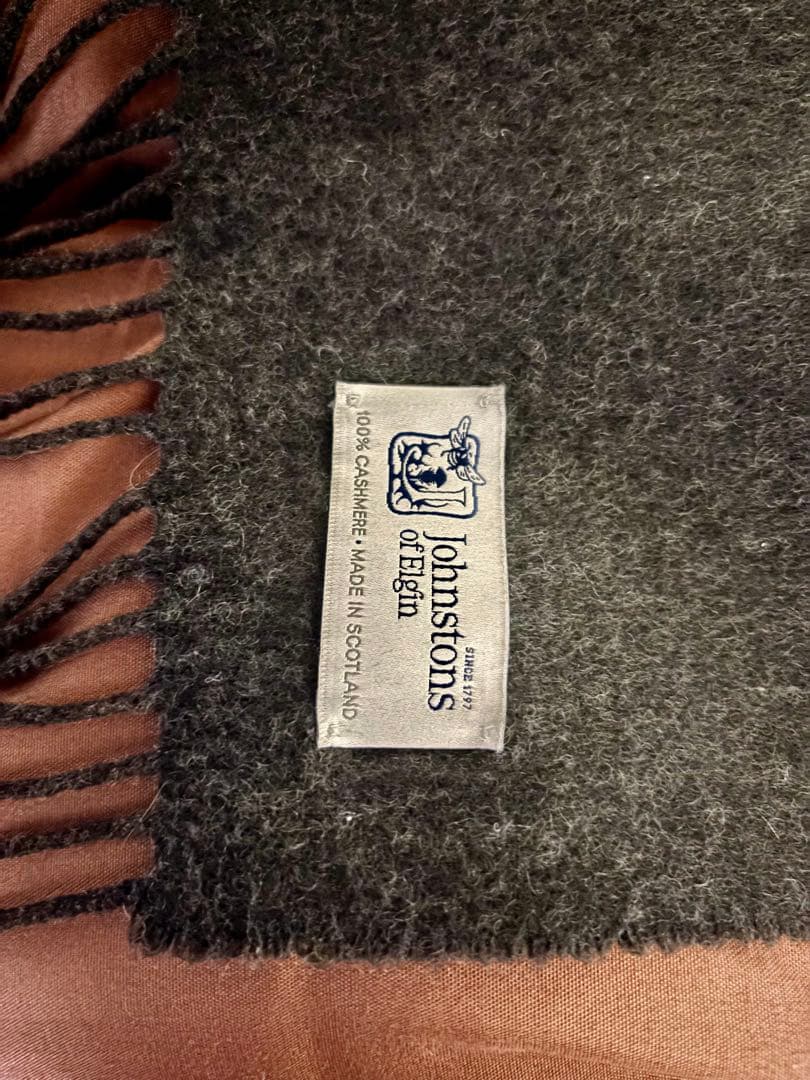 SINCE 1797
Johnstons
of Elgin
100% CASHMERE • MADE IN SCOTLAND